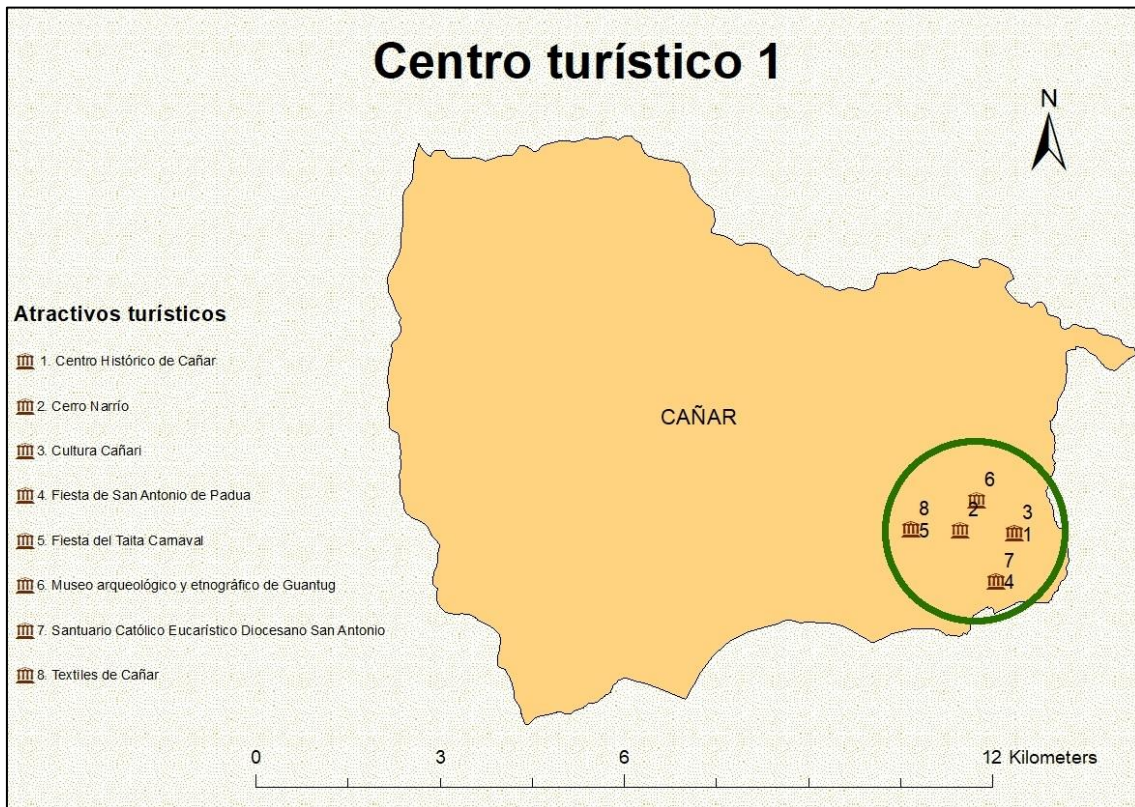 Centro turístico 1
N
Atractivos turísticos
1. Centro Histórico de Cañar
2. Cerro Narrío
3. Cultura Cañari
4. Fiesta de San Antonio de Padua
5. Fiesta del Taita Carnaval
6. Museo arqueológico y etnográfico de Guantug
7. Santuario Católico Eucarístico Diocesano San Antonio
8. Textiles de Cañar
CAÑAR
6
8
2
3
5
1
7
4
0 3 6 12 Kilometers